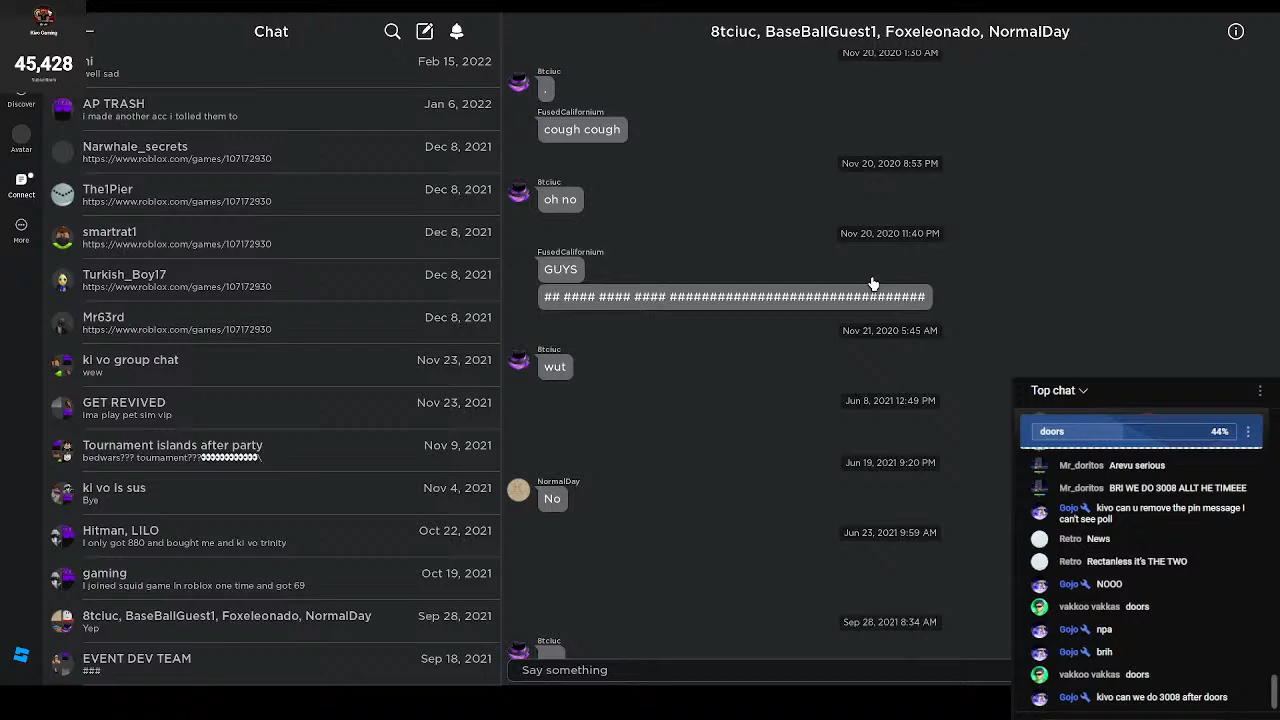 Kivo Gaming
45,428
Subscribers
Discover
Avatar
Connect
More
Chat
hi
Feb 15, 2022
well sad
AP TRASH
Jan 6, 2022
i made another acc i tolled them to
Narwhale_secrets
Dec 8, 2021
https://www.roblox.com/games/107172930
The1Pier
Dec 8, 2021
https://www.roblox.com/games/107172930
smartrat1
Dec 8, 2021
https://www.roblox.com/games/107172930
Turkish_Boy17
Dec 8, 2021
https://www.roblox.com/games/107172930
Mr63rd
Dec 8, 2021
https://www.roblox.com/games/107172930
kI vo group chat
Nov 23, 2021
wew
GET REVIVED
Nov 23, 2021
Ima play pet sim vip
Tournament islands after party
Nov 9, 2021
bedwars??? tournament???
kI vo is sus
Nov 4, 2021
Bye
Hitman, LILO
Oct 22, 2021
I only got 880 and bought me and kI vo trinity
gaming
Oct 19, 2021
I joined squid game In roblox one time and got 69
8tciuc, BaseBallGuest1, Foxeleonado, NormalDay
Sep 28, 2021
Yep
EVENT DEV TEAM
Sep 18, 2021
###
8tciuc, BaseBallGuest1, Foxeleonado, NormalDay
Nov 20, 2020 1:30 AM
8tciuc
.
FusedCalifornium
cough cough
Nov 20, 2020 8:53 PM
8tciuc
oh no
Nov 20, 2020 11:40 PM
FusedCalifornium
GUYS
## #### #### #### ################################
Nov 21, 2020 5:45 AM
8tciuc
wut
Jun 8, 2021 12:49 PM
Jun 19, 2021 9:20 PM
NormalDay
No
Jun 23, 2021 9:59 AM
Sep 28, 2021 8:34 AM
8tciuc
Say something
Top chat
doors 44%
Mr_doritos Arevu serious
Mr_doritos BRI WE DO 3008 ALLT HE TIMEEE
Gojo kivo can u remove the pin message I
can't see poll
Retro News
Retro Rectanless it's THE TWO
Gojo NOOO
vakkoo vakkas doors
Gojo npa
Gojo brih
vakkoo vakkas doors
Gojo kivo can we do 3008 after doors